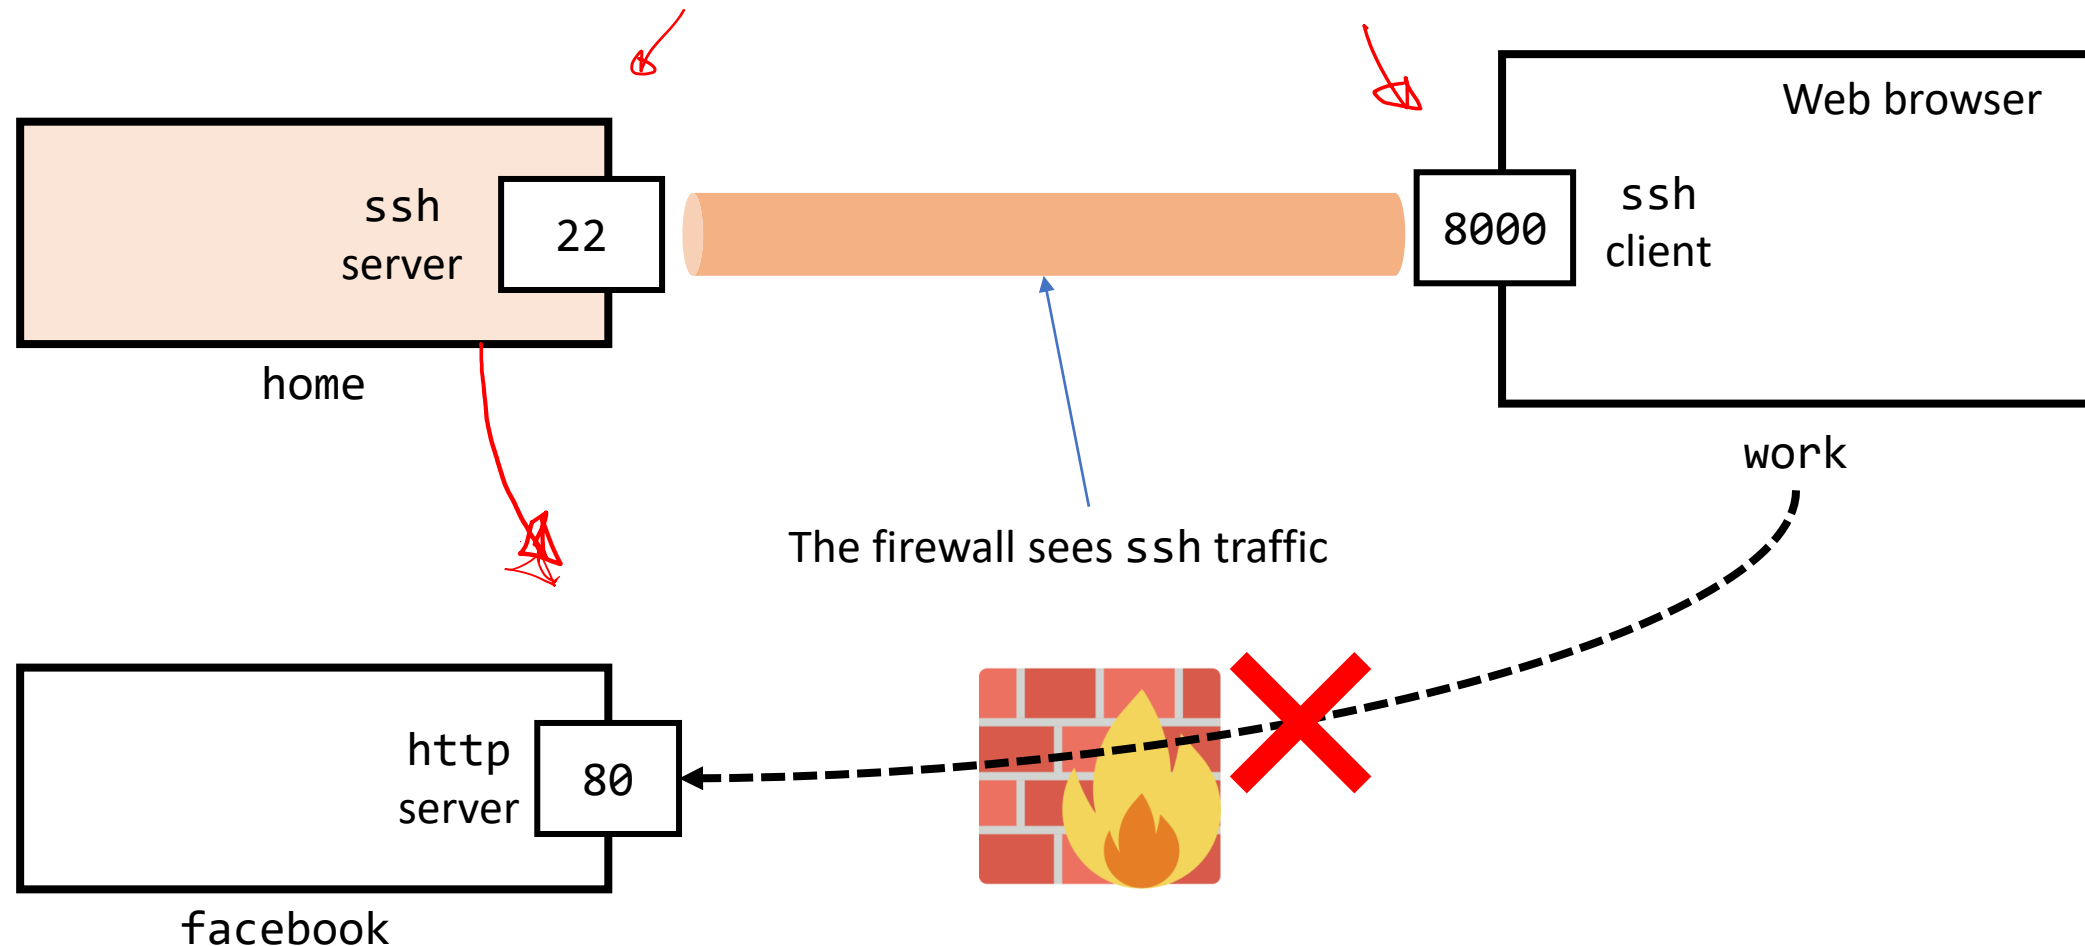 Web browser
ssh
server
22
8000
ssh
client
home
work
The firewall sees ssh traffic
http
server
80
facebook